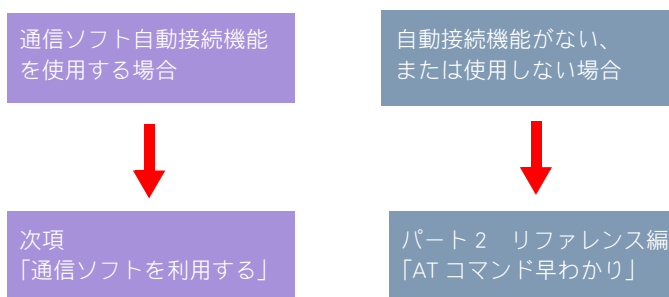 通信ソフト自動接続機能
を使用する場合
次項
「通信ソフトを利用する」
自動接続機能がない、
または使用しない場合
パート 2　リファレンス編
「AT コマンド早わかり」